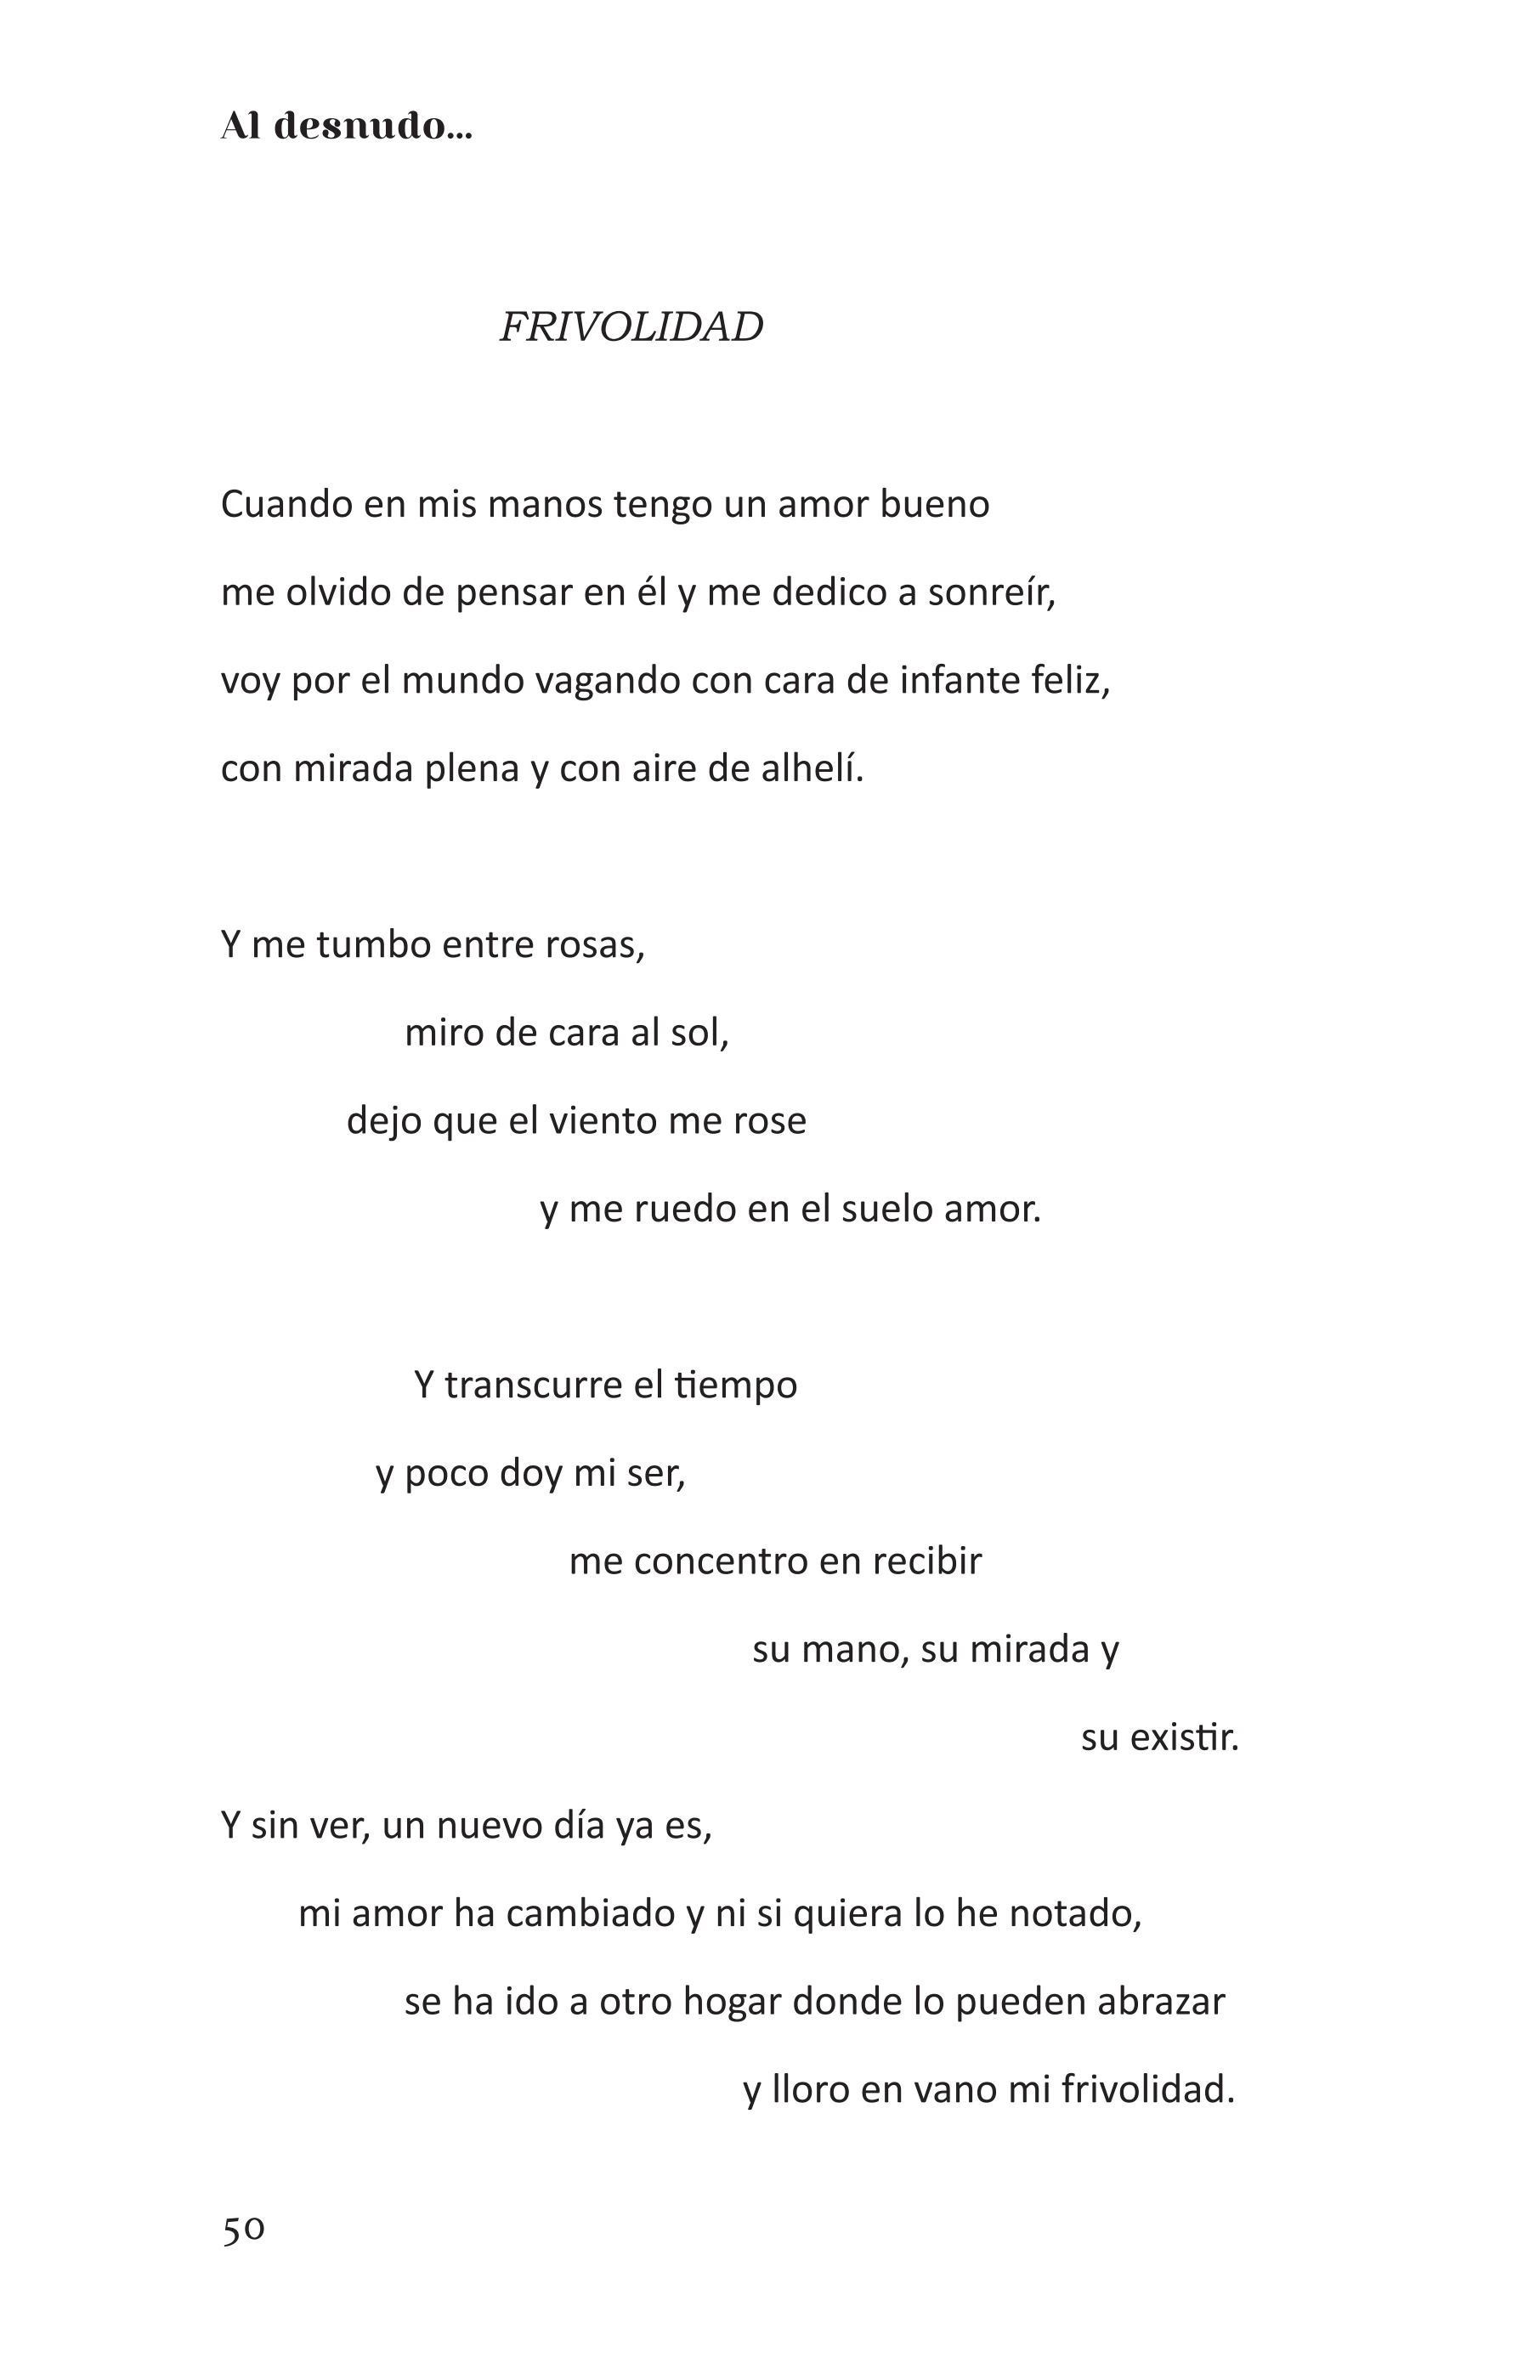 Al desnudo...
FRIVOLIDAD
Cuando en mis manos tengo un amor bueno
me olvido de pensar en él y me dedico a sonreír,
voy por el mundo vagando con cara de infante feliz,
con mirada plena y con aire de alhelí.
Y me tumbo entre rosas,
miro de cara al sol,
dejo que el viento me rose
y me ruedo en el suelo amor.
Y transcurre el tiempo
y poco doy mi ser,
me concentro en recibir
su mano, su mirada y
su existir.
Y sin ver, un nuevo día ya es,
mi amor ha cambiado y ni si quiera lo he notado,
se ha ido a otro hogar donde lo pueden abrazar
y lloro en vano mi frivolidad.
50